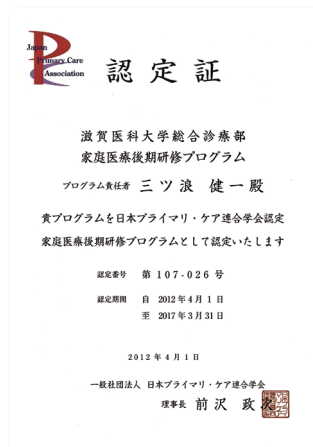 Japan
Primary Care
Association
認定証
滋賀医科大学総合診療部
家庭医療後期研修プログラム
プログラム責任者 三ツ浪 健一殿
貴プログラムを日本プライマリ・ケア連合学会認定
家庭医療後期研修プログラムとして認定いたします
認定番号 第107-026号
認定期間 自 2012年4月1日
至 2017年3月31日
2012年4月1日
一般社団法人 日本プライマリ・ケア連合学会
理事長 前沢 政次